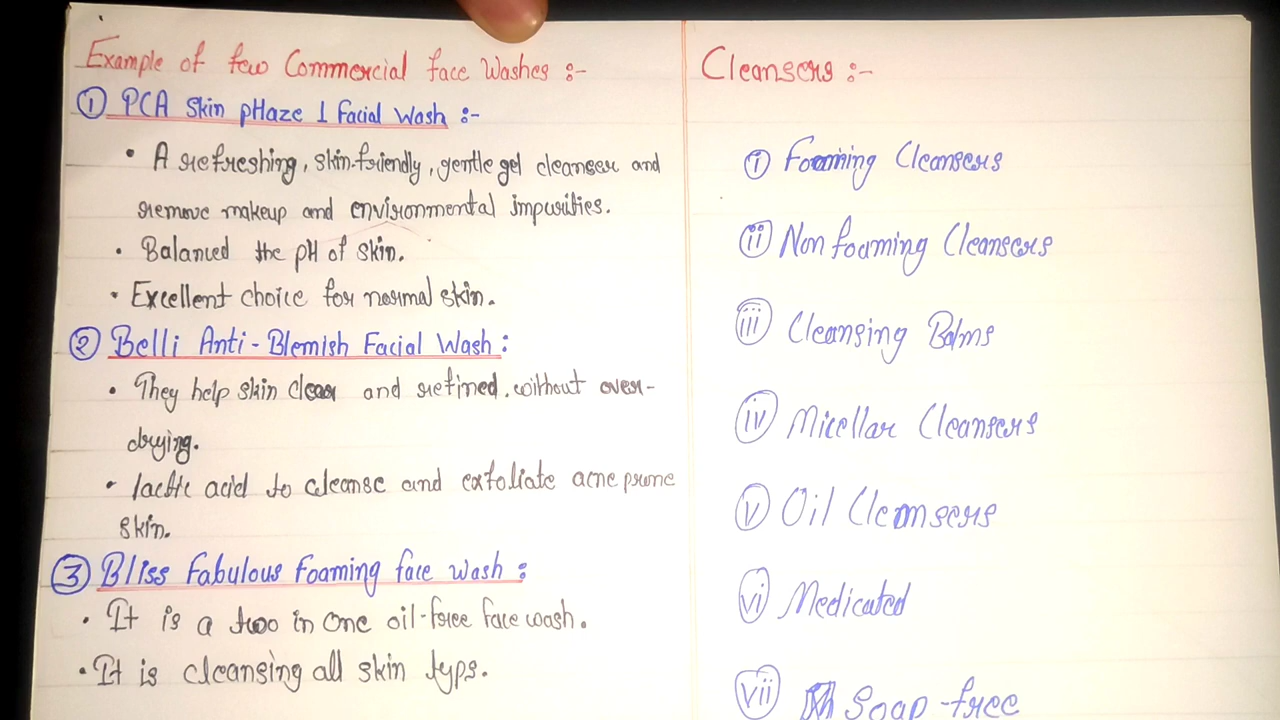 Example of few Commercial face Washes :-
① PCA Skin pHaze 1 Facial Wash :-
• A refreshing, skin-friendly, gentle gel cleanser and
remove makeup and environmental impurities.
• Balanced the pH of skin.
• Excellent choice for normal skin.
② Belli Anti-Blemish Facial Wash :
• They help skin clear and refined. without over-
drying.
• lactic acid to cleanse and exfoliate acne prone
skin.
③ Bliss Fabulous Foaming face wash :
• It is a two in one oil-free face wash.
• It is cleansing all skin typs.
Cleansers :-
i Foaming Cleansers
ii Non foaming Cleansers
iii Cleansing Balms
iv Micellar Cleansers
v Oil Cleansers
vi Medicated
vii Soap-free